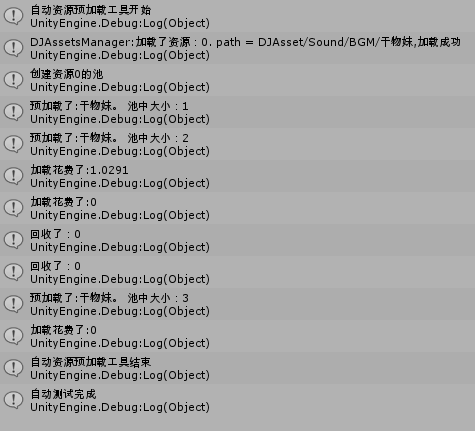 自动资源预加载工具开始
UnityEngine.Debug:Log(Object)
DJAssetsManager:加载了资源：0. path = DJAsset/Sound/BGM/干物妹,加载成功
UnityEngine.Debug:Log(Object)
创建资源0的池
UnityEngine.Debug:Log(Object)
预加载了:干物妹。 池中大小：1
UnityEngine.Debug:Log(Object)
预加载了:干物妹。 池中大小：2
UnityEngine.Debug:Log(Object)
加载花费了:1.0291
UnityEngine.Debug:Log(Object)
加载花费了:0
UnityEngine.Debug:Log(Object)
回收了：0
UnityEngine.Debug:Log(Object)
回收了：0
UnityEngine.Debug:Log(Object)
预加载了:干物妹。 池中大小：3
UnityEngine.Debug:Log(Object)
加载花费了:0
UnityEngine.Debug:Log(Object)
自动资源预加载工具结束
UnityEngine.Debug:Log(Object)
自动测试完成
UnityEngine.Debug:Log(Object)